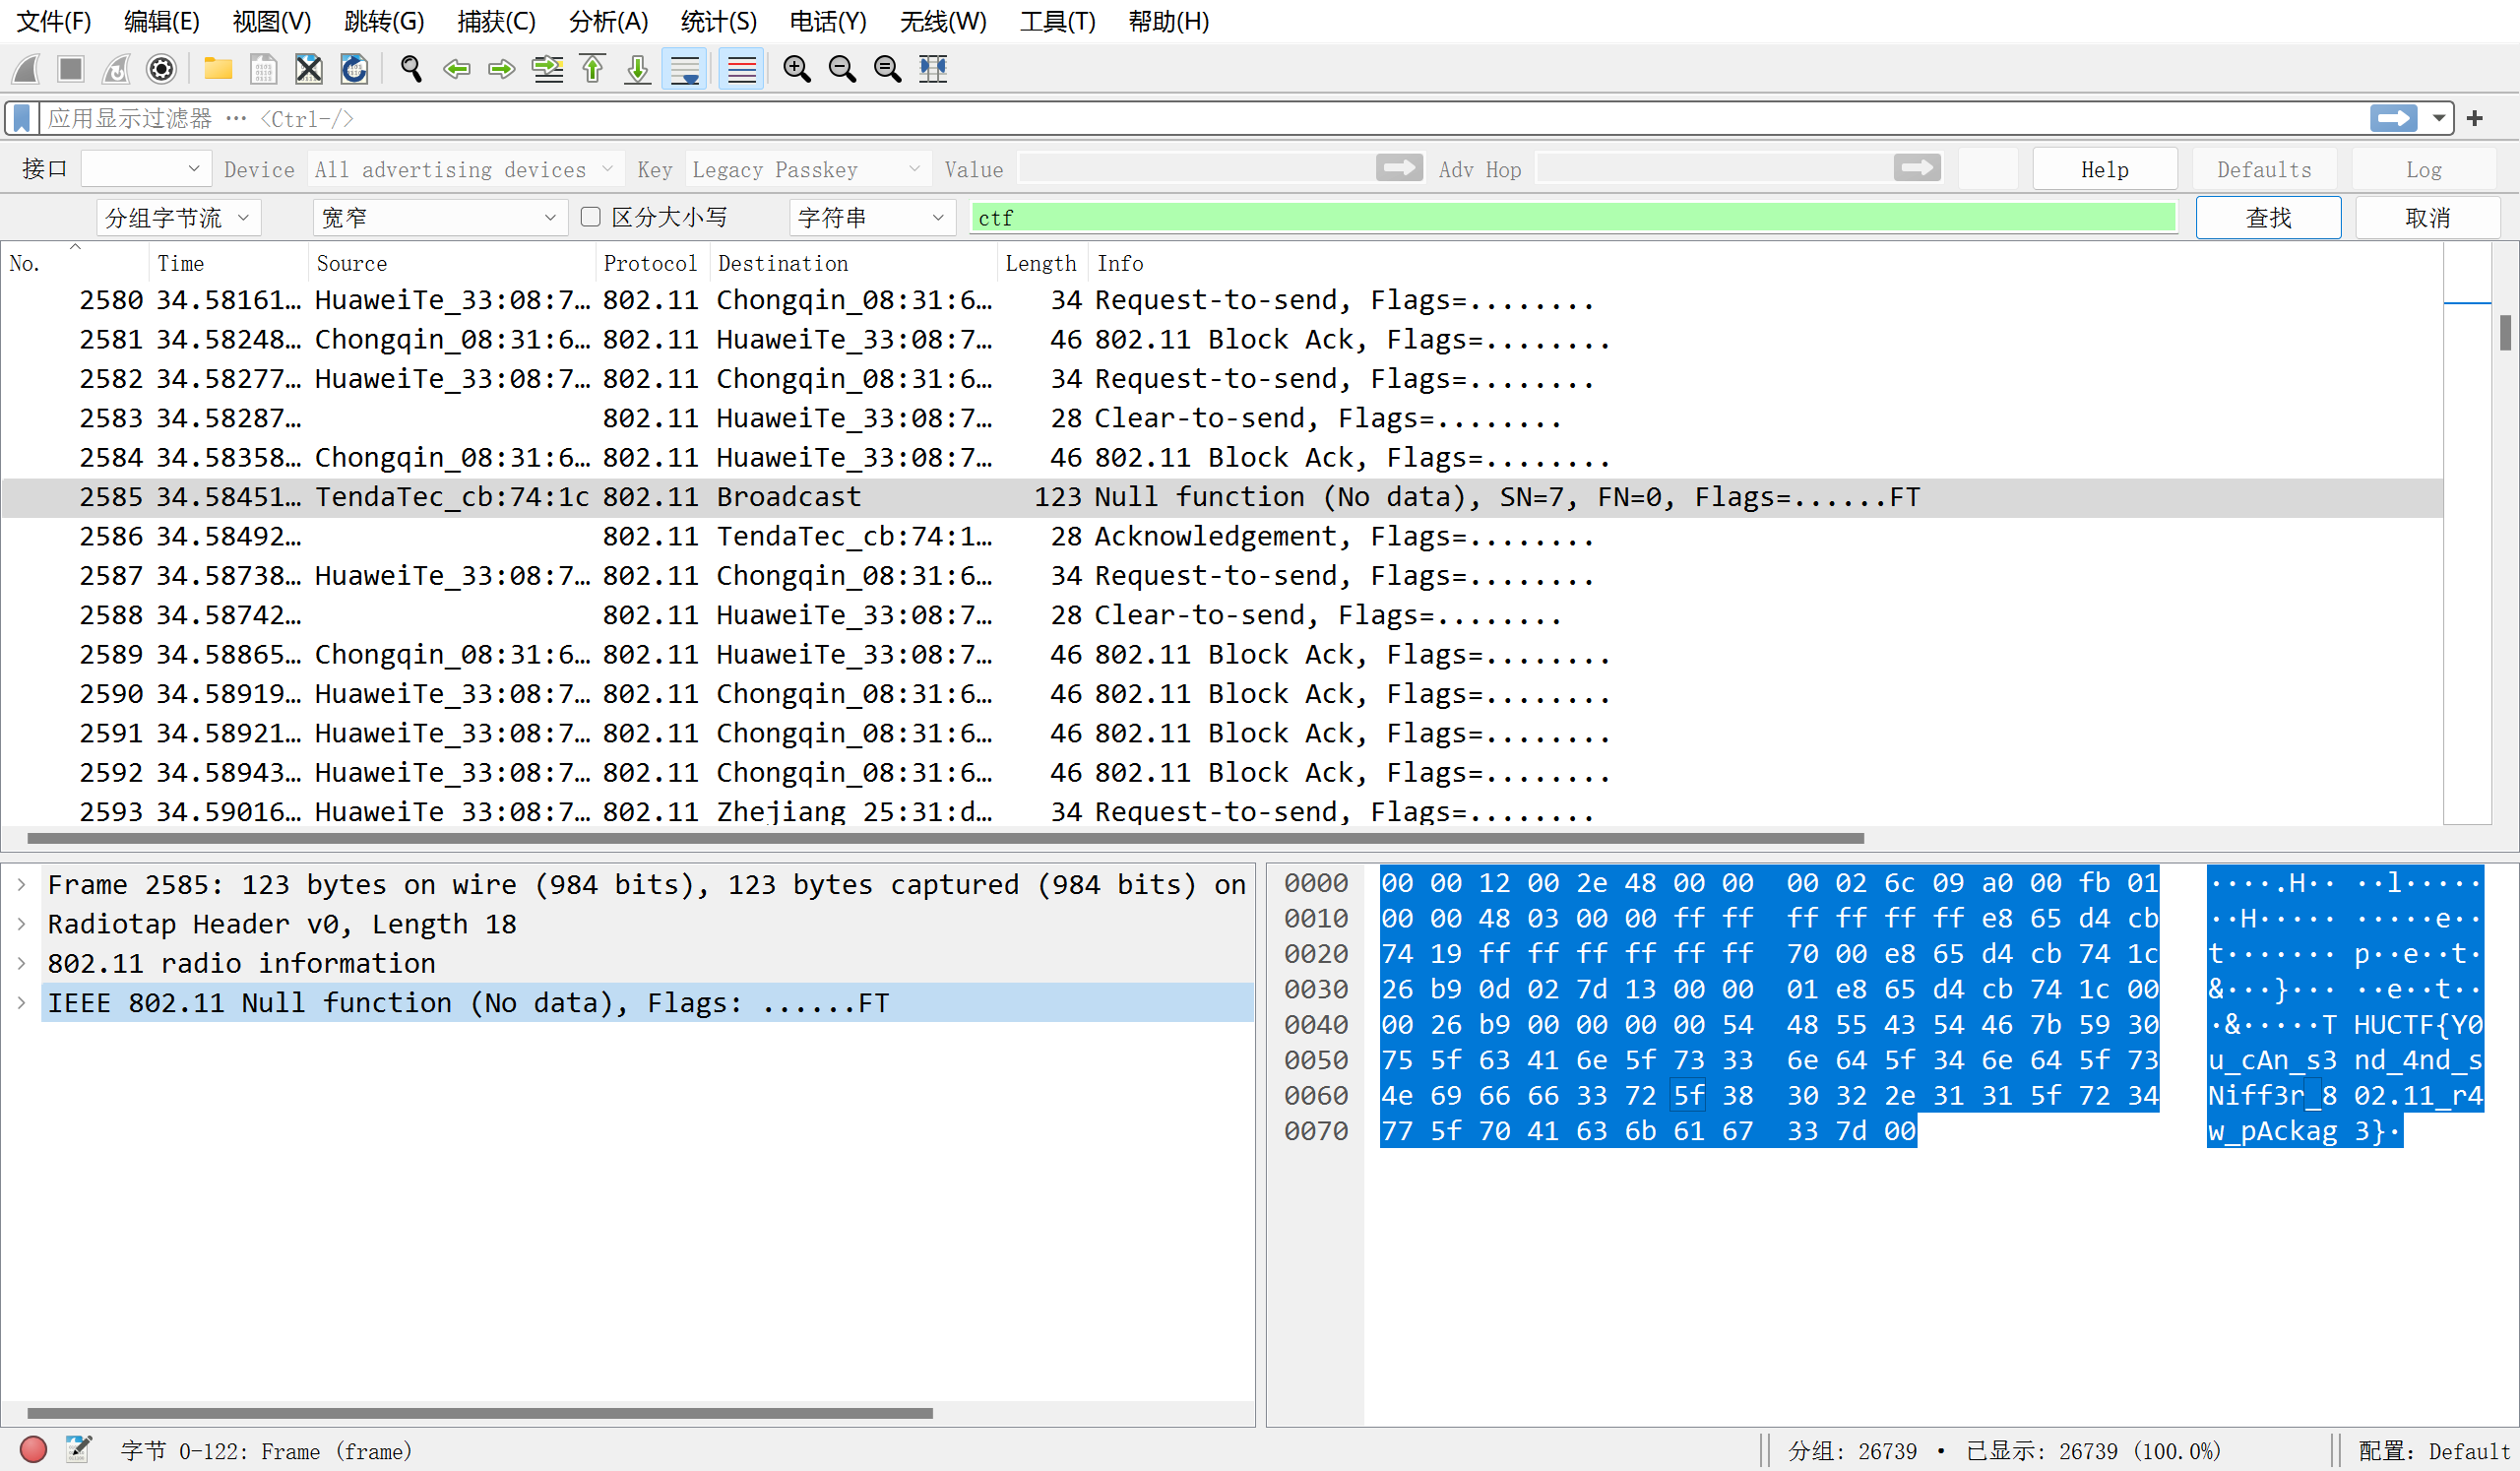 文件(F) 编辑(E) 视图(V) 跳转(G) 捕获(C) 分析(A) 统计(S) 电话(Y) 无线(W) 工具(T) 帮助(H)
应用显示过滤器 … <Ctrl-/>
接口 Device All advertising devices Key Legacy Passkey Value Adv Hop Help Defaults Log
分组字节流 宽窄 区分大小写 字符串 ctf 查找 取消
No. Time Source Protocol Destination Length Info
2580 34.58161… HuaweiTe_33:08:7… 802.11 Chongqin_08:31:6… 34 Request-to-send, Flags=........
2581 34.58248… Chongqin_08:31:6… 802.11 HuaweiTe_33:08:7… 46 802.11 Block Ack, Flags=........
2582 34.58277… HuaweiTe_33:08:7… 802.11 Chongqin_08:31:6… 34 Request-to-send, Flags=........
2583 34.58287… 802.11 HuaweiTe_33:08:7… 28 Clear-to-send, Flags=........
2584 34.58358… Chongqin_08:31:6… 802.11 HuaweiTe_33:08:7… 46 802.11 Block Ack, Flags=........
2585 34.58451… TendaTec_cb:74:1c 802.11 Broadcast 123 Null function (No data), SN=7, FN=0, Flags=......FT
2586 34.58492… 802.11 TendaTec_cb:74:1… 28 Acknowledgement, Flags=........
2587 34.58738… HuaweiTe_33:08:7… 802.11 Chongqin_08:31:6… 34 Request-to-send, Flags=........
2588 34.58742… 802.11 HuaweiTe_33:08:7… 28 Clear-to-send, Flags=........
2589 34.58865… Chongqin_08:31:6… 802.11 HuaweiTe_33:08:7… 46 802.11 Block Ack, Flags=........
2590 34.58919… HuaweiTe_33:08:7… 802.11 Chongqin_08:31:6… 46 802.11 Block Ack, Flags=........
2591 34.58921… HuaweiTe_33:08:7… 802.11 Chongqin_08:31:6… 46 802.11 Block Ack, Flags=........
2592 34.58943… HuaweiTe_33:08:7… 802.11 Chongqin_08:31:6… 46 802.11 Block Ack, Flags=........
2593 34.59016… HuaweiTe_33:08:7… 802.11 Zhejiang_25:31:d… 34 Request-to-send, Flags=........
Frame 2585: 123 bytes on wire (984 bits), 123 bytes captured (984 bits) on
Radiotap Header v0, Length 18
802.11 radio information
IEEE 802.11 Null function (No data), Flags: ......FT
0000 00 00 12 00 2e 48 00 00 00 02 6c 09 a0 00 fb 01 ····.H·· ··l·····
0010 00 00 48 03 00 00 ff ff ff ff ff ff e8 65 d4 cb ··H····· ·····e··
0020 74 19 ff ff ff ff ff ff 70 00 e8 65 d4 cb 74 1c t······· p··e··t·
0030 26 b9 0d 02 7d 13 00 00 01 e8 65 d4 cb 74 1c 00 &···}··· ··e··t··
0040 00 26 b9 00 00 00 00 54 48 55 43 54 46 7b 59 30 ·&·····T HUCTF{Y0
0050 75 5f 63 41 6e 5f 73 33 6e 64 5f 34 6e 64 5f 73 u_cAn_s3 nd_4nd_s
0060 4e 69 66 66 33 72 5f 38 30 32 2e 31 31 5f 72 34 Niff3r_8 02.11_r4
0070 77 5f 70 41 63 6b 61 67 33 7d 00 w_pAckag 3}·
字节 0-122: Frame (frame) 分组: 26739 · 已显示: 26739 (100.0%) 配置: Default